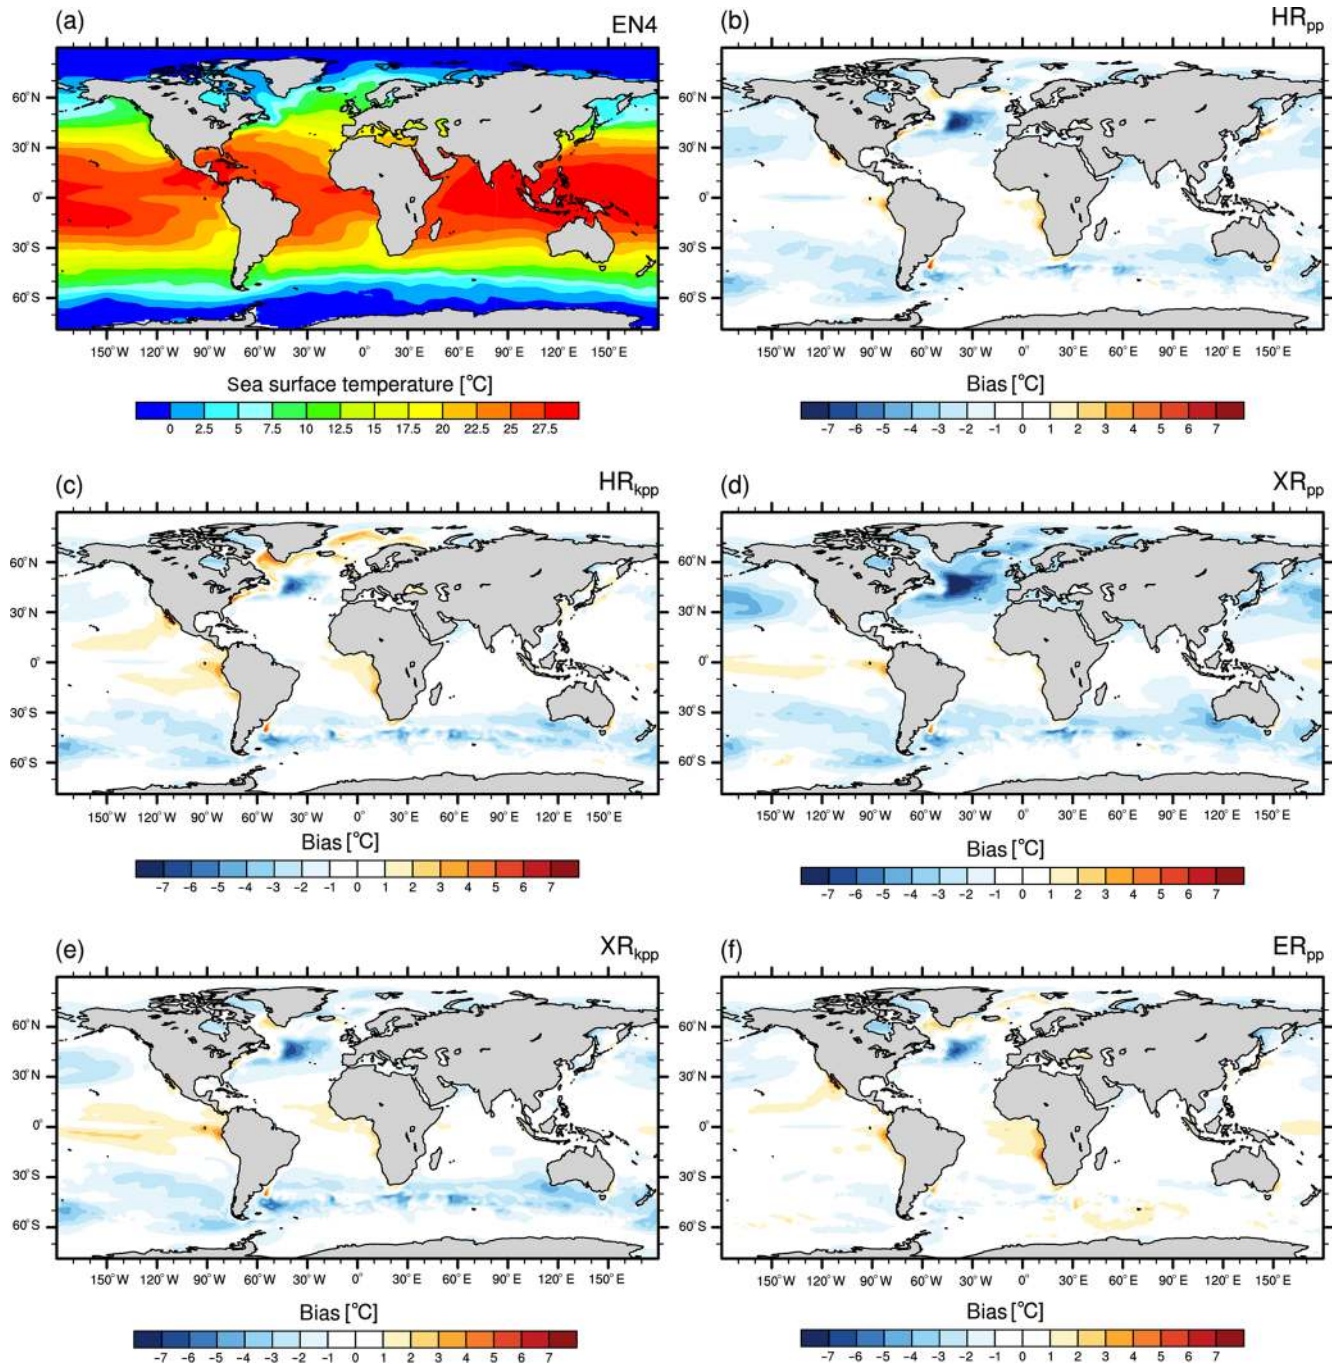 (a) EN4
60°N
30°N
0°
30°S
60°S
150°W 120°W 90°W 60°W 30°W 0° 30°E 60°E 90°E 120°E 150°E
Sea surface temperature [°C]
0 2.5 5 7.5 10 12.5 15 17.5 20 22.5 25 27.5
(b) HRpp
60°N
30°N
0°
30°S
60°S
150°W 120°W 90°W 60°W 30°W 0° 30°E 60°E 90°E 120°E 150°E
Bias [°C]
-7 -6 -5 -4 -3 -2 -1 0 1 2 3 4 5 6 7
(c) HRkpp
60°N
30°N
0°
30°S
60°S
150°W 120°W 90°W 60°W 30°W 0° 30°E 60°E 90°E 120°E 150°E
Bias [°C]
-7 -6 -5 -4 -3 -2 -1 0 1 2 3 4 5 6 7
(d) XRpp
60°N
30°N
0°
30°S
60°S
150°W 120°W 90°W 60°W 30°W 0° 30°E 60°E 90°E 120°E 150°E
Bias [°C]
-7 -6 -5 -4 -3 -2 -1 0 1 2 3 4 5 6 7
(e) XRkpp
60°N
30°N
0°
30°S
60°S
150°W 120°W 90°W 60°W 30°W 0° 30°E 60°E 90°E 120°E 150°E
Bias [°C]
-7 -6 -5 -4 -3 -2 -1 0 1 2 3 4 5 6 7
(f) ERpp
60°N
30°N
0°
30°S
60°S
150°W 120°W 90°W 60°W 30°W 0° 30°E 60°E 90°E 120°E 150°E
Bias [°C]
-7 -6 -5 -4 -3 -2 -1 0 1 2 3 4 5 6 7